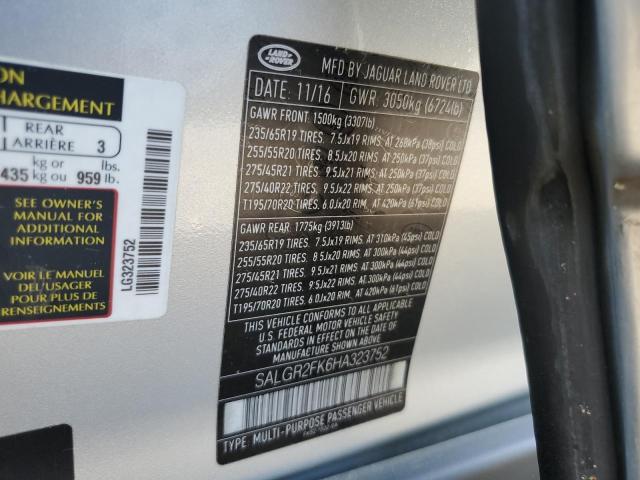 ON
CHARGEMENT
REAR
ARRIÈRE
3
kg or lbs.
435 kg ou 959 lb.
SEE OWNER'S
MANUAL FOR
ADDITIONAL
INFORMATION
VOIR LE MANUEL
DEL'USAGER
POUR PLUS DE
RENSEIGNEMENTS
LG323752
LAND
ROVER
MFD BY JAGUAR LAND ROVER LTD
DATE: 11/16 GWR 3050kg (6724lb)
GAWR FRONT 1500kg (3307lb)
235/65R19 TIRES. 7.5Jx19 RIMS. AT 268kPa (38psi) COLD
255/55R20 TIRES. 8.5Jx20 RIMS. AT 250kPa (37psi) COLD
275/45R21 TIRES. 9.5Jx21 RIMS. AT 250kPa (37psi) COLD
275/40R22 TIRES. 9.5Jx22 RIMS. AT 250kPa (37psi) COLD
T195/70R20 TIRES. 6.0Jx20 RIM. AT 420kPa (61psi) COLD
GAWR REAR. 1775kg (3913lb)
235/65R19 TIRES. 7.5Jx19 RIMS. AT 310kPa (45psi) COLD
255/55R20 TIRES. 8.5Jx20 RIMS. AT 300kPa (44psi) COLD
275/45R21 TIRES. 9.5Jx21 RIMS. AT 300kPa (44psi) COLD
275/40R22 TIRES. 9.5Jx22 RIMS. AT 300kPa (44psi) COLD
T195/70R20 TIRES. 6.0Jx20 RIM. AT 420kPa (61psi) COLD
THIS VEHICLE CONFORMS TO ALL APPLICABLE
U.S. FEDERAL MOTOR VEHICLE SAFETY
STANDARDS IN EFFECT ON THE DATE OF
MANUFACTURE SHOWN ABOVE
SALGR2FK6HA323752
TYPE: MULTI-PURPOSE PASSENGER VEHICLE